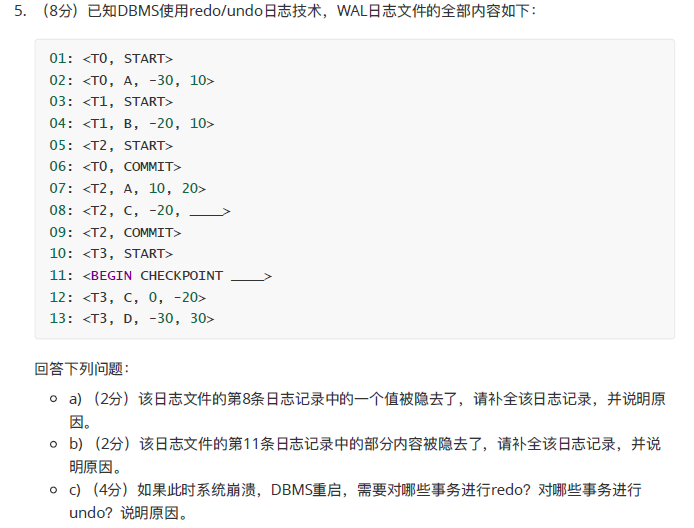 5. （8分）已知DBMS使用redo/undo日志技术，WAL日志文件的全部内容如下：
01: <T0, START>
02: <T0, A, -30, 10>
03: <T1, START>
04: <T1, B, -20, 10>
05: <T2, START>
06: <T0, COMMIT>
07: <T2, A, 10, 20>
08: <T2, C, -20, ____>
09: <T2, COMMIT>
10: <T3, START>
11: <BEGIN CHECKPOINT ____>
12: <T3, C, 0, -20>
13: <T3, D, -30, 30>
回答下列问题：
a) （2分）该日志文件的第8条日志记录中的一个值被隐去了，请补全该日志记录，并说明原
因。
b) （2分）该日志文件的第11条日志记录中的部分内容被隐去了，请补全该日志记录，并说
明原因。
c) （4分）如果此时系统崩溃，DBMS重启，需要对哪些事务进行redo？对哪些事务进行
undo？说明原因。